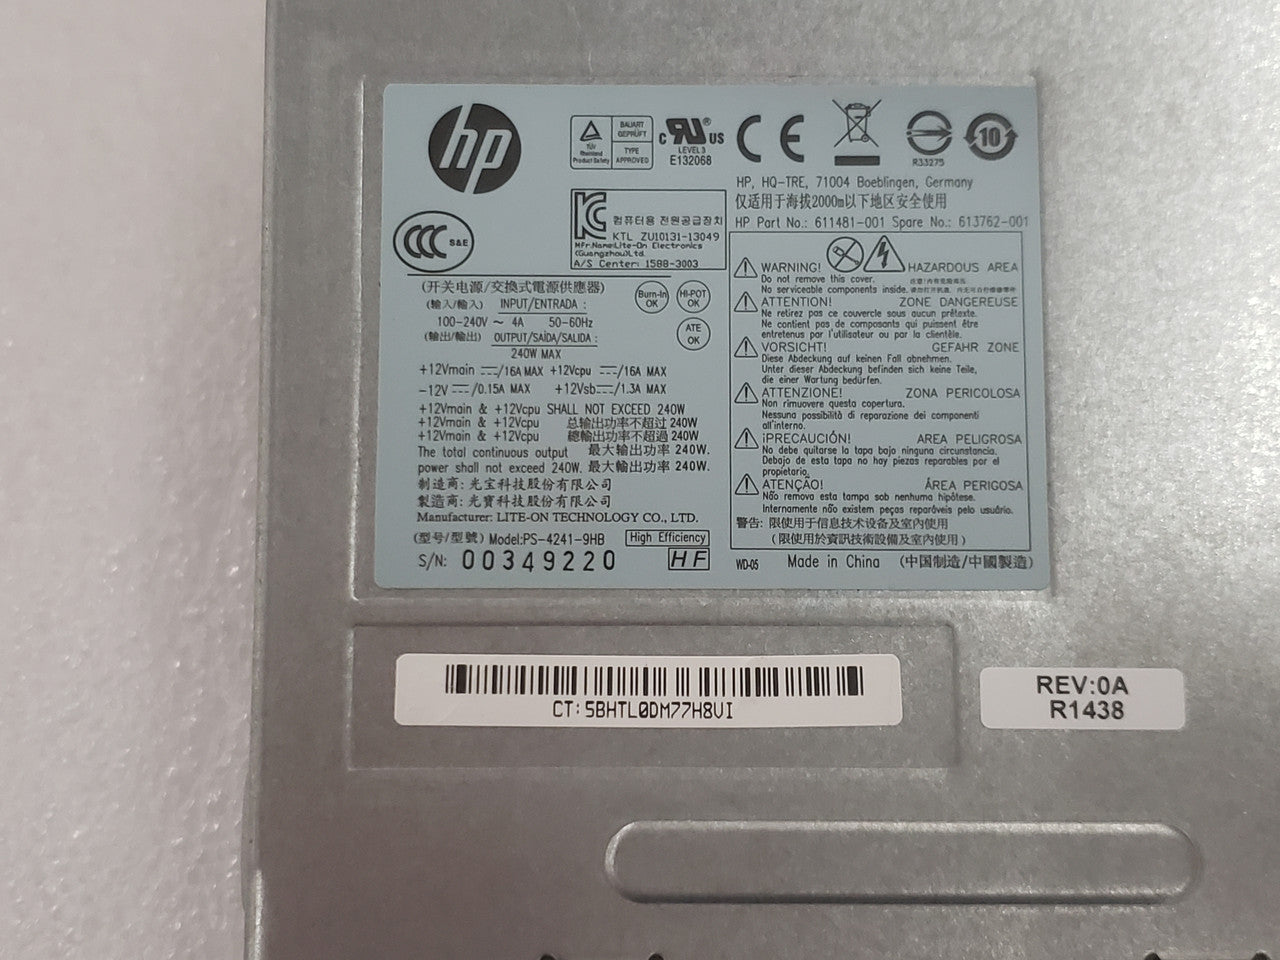 hp
TÜV
Rheinland
Product Safety
BAUART
GEPRÜFT
TYPE
APPROVED
c RU® US
LEVEL 3
E132068
CE
R33275
10
HP, HQ-TRE, 71004 Boeblingen, Germany
仅适用于海拔2000m以下地区安全使用
HP Part No.: 611481-001 Spare No.: 613762-001
CCC S&E
KC 컴퓨터용 전원공급장치
KTL ZU10131-13049
Mfr.Name:Lite-On Electronics
(Guangzhou)Ltd.
A/S Center: 1588-3003
(开关电源/交換式電源供應器)
(输入/輸入) INPUT/ENTRADA :
100-240V ~ 4A 50-60Hz
(输出/輸出) OUTPUT/SAÍDA/SALIDA :
240W MAX
Burn-In
OK
HI-POT
OK
ATE
OK
+12Vmain ⎓/16A MAX +12Vcpu ⎓/16A MAX
-12V ⎓/0.15A MAX +12Vsb⎓/1.3A MAX
+12Vmain & +12Vcpu SHALL NOT EXCEED 240W
+12Vmain & +12Vcpu 总输出功率不超过 240W
+12Vmain & +12Vcpu 總輸出功率不超過 240W
The total continuous output 最大输出功率 240W.
power shall not exceed 240W. 最大輸出功率 240W.
制造商: 光宝科技股份有限公司
製造商: 光寶科技股份有限公司
Manufacturer: LITE-ON TECHNOLOGY CO., LTD.
(型号/型號) Model:PS-4241-9HB High Efficiency
S/N: 00349220 HF
WARNING! HAZARDOUS AREA
Do not remove this cover.
No serviceable components inside.
ATTENTION! ZONE DANGEREUSE
Ne retirez pas ce couvercle sous aucun prétexte.
Ne contient pas de composants qui puissent être
entretenus par l'utilisateur ou par la clientèle.
VORSICHT! GEFAHR ZONE
Diese Abdeckung auf keinen Fall abnehmen.
Unter dieser Abdeckung befinden sich keine Teile,
die einer Wartung bedürfen.
ATTENZIONE! ZONA PERICOLOSA
Non rimuovere questa copertura.
Nessuna possibilità di reparazione dei componenti
all'interno.
¡PRECAUCIÓN! AREA PELIGROSA
No debe quitarse la tapa bajo ninguna circunstancia.
Debajo de esta tapa no hay piezas reparables por el
propietario.
ATENÇÃO! ÁREA PERIGOSA
Não remova esta tampa sob nenhuma hipótese.
Internamente não existem peças reparáveis pelo usuário.
警告: 限使用于信息技术设备及室内使用
(限使用於資訊技術設備及室內使用)
WD-05 Made in China (中国制造/中國製造)
CT:5BHTL0DM77H8VI
REV:0A
R1438